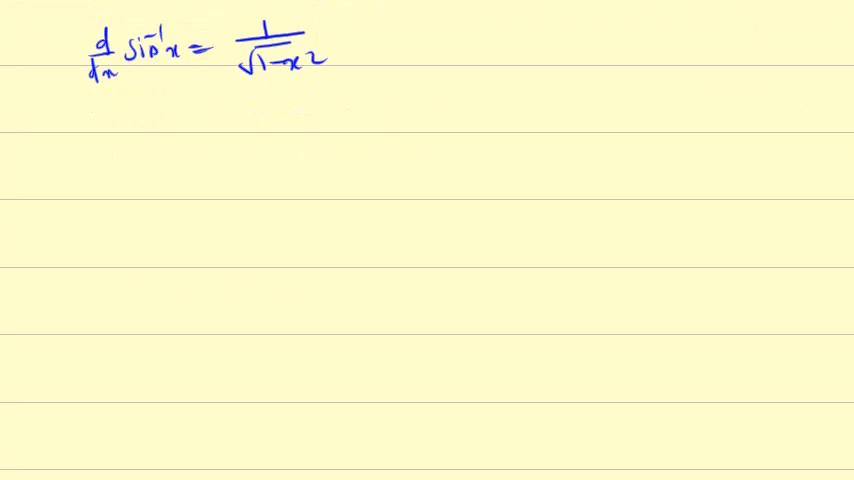 d/dx sin⁻¹x = 1/√1-x2